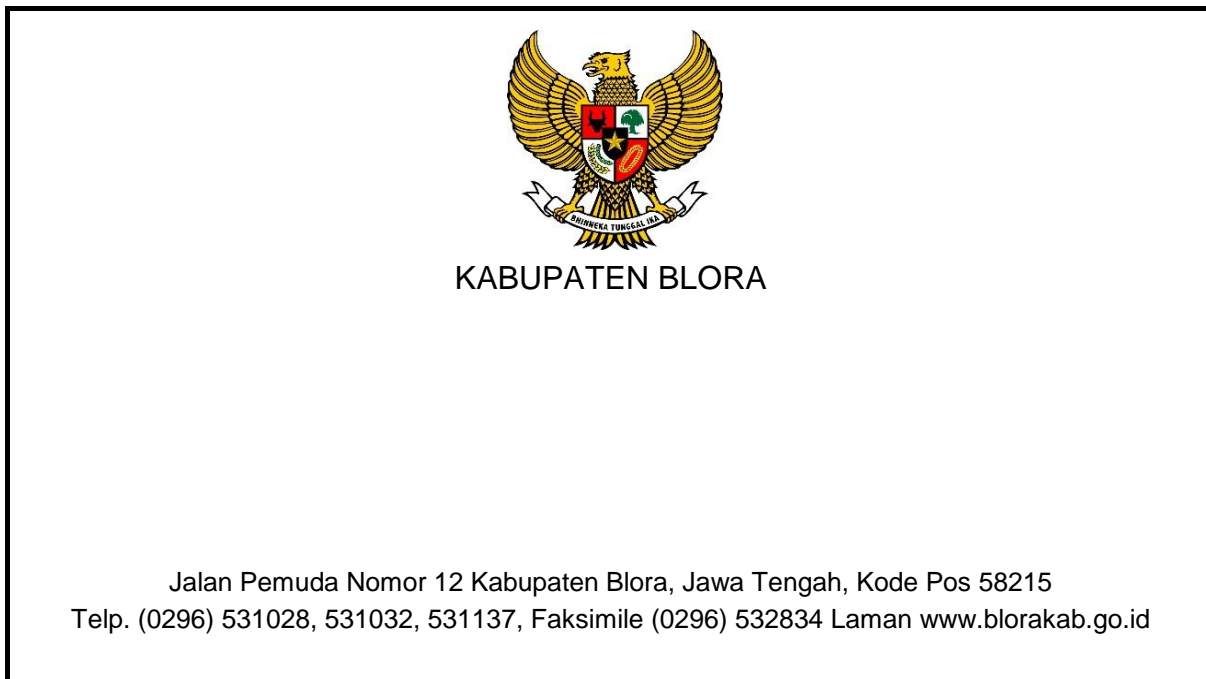 BHINNEKA TUNGGAL IKA
KABUPATEN BLORA
Jalan Pemuda Nomor 12 Kabupaten Blora, Jawa Tengah, Kode Pos 58215
Telp. (0296) 531028, 531032, 531137, Faksimile (0296) 532834 Laman www.blorakab.go.id